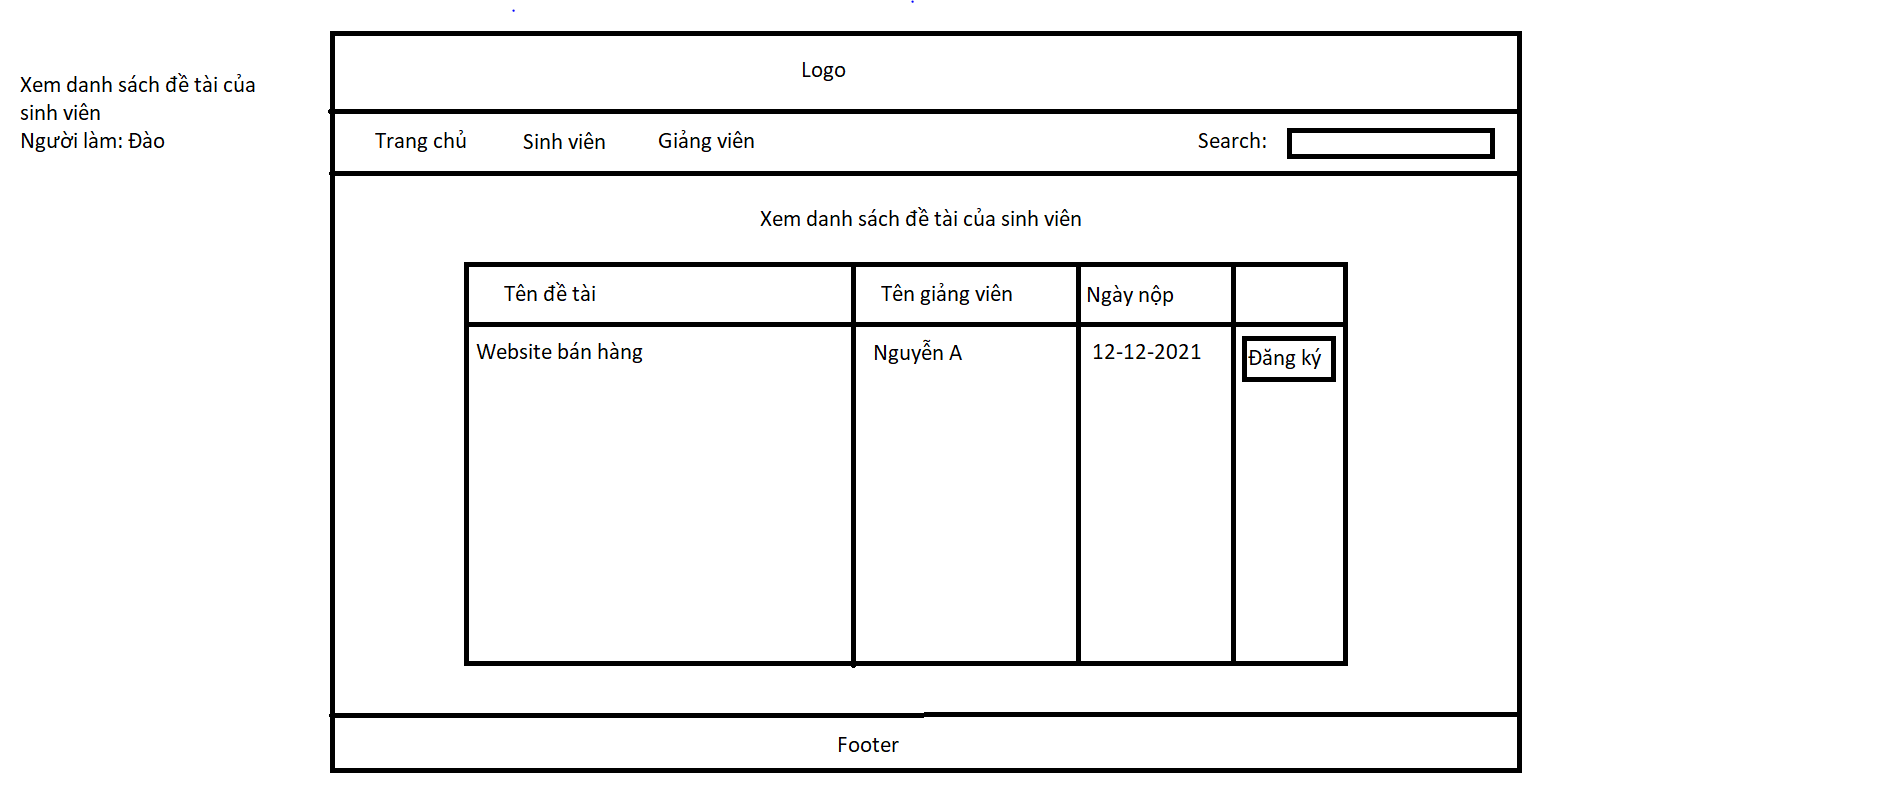 Xem danh sách đề tài của
sinh viên
Người làm: Đào
Logo
Trang chủ Sinh viên Giảng viên Search:
Xem danh sách đề tài của sinh viên
Tên đề tài Tên giảng viên Ngày nộp
Website bán hàng Nguyễn A 12-12-2021 Đăng ký
Footer